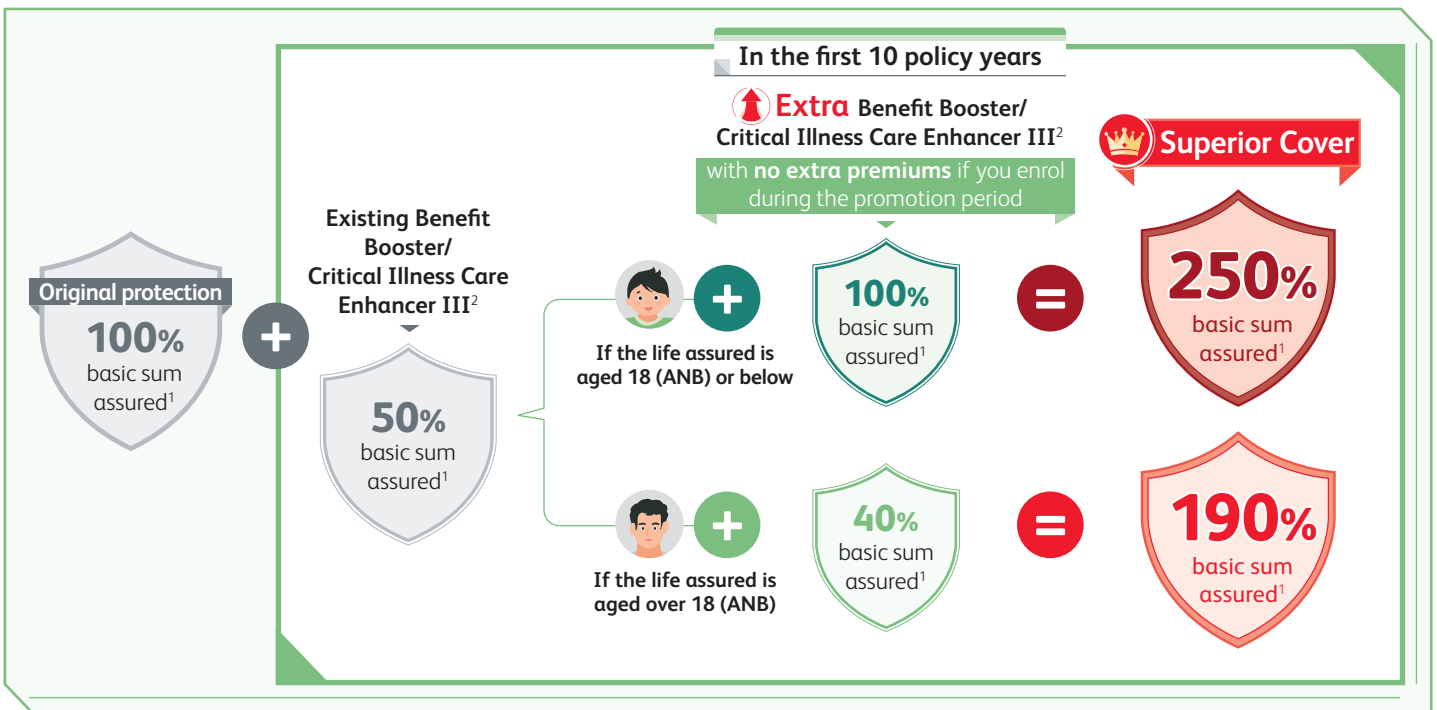 In the first 10 policy years
Extra Benefit Booster/
Critical Illness Care Enhancer III²
with no extra premiums if you enrol
during the promotion period
Superior Cover
Original protection
100%
basic sum
assured¹
+
Existing Benefit
Booster/
Critical Illness Care
Enhancer III²
50%
basic sum
assured¹
+
If the life assured is
aged 18 (ANB) or below
100%
basic sum
assured¹
=
250%
basic sum
assured¹
+
If the life assured is
aged over 18 (ANB)
40%
basic sum
assured¹
=
190%
basic sum
assured¹